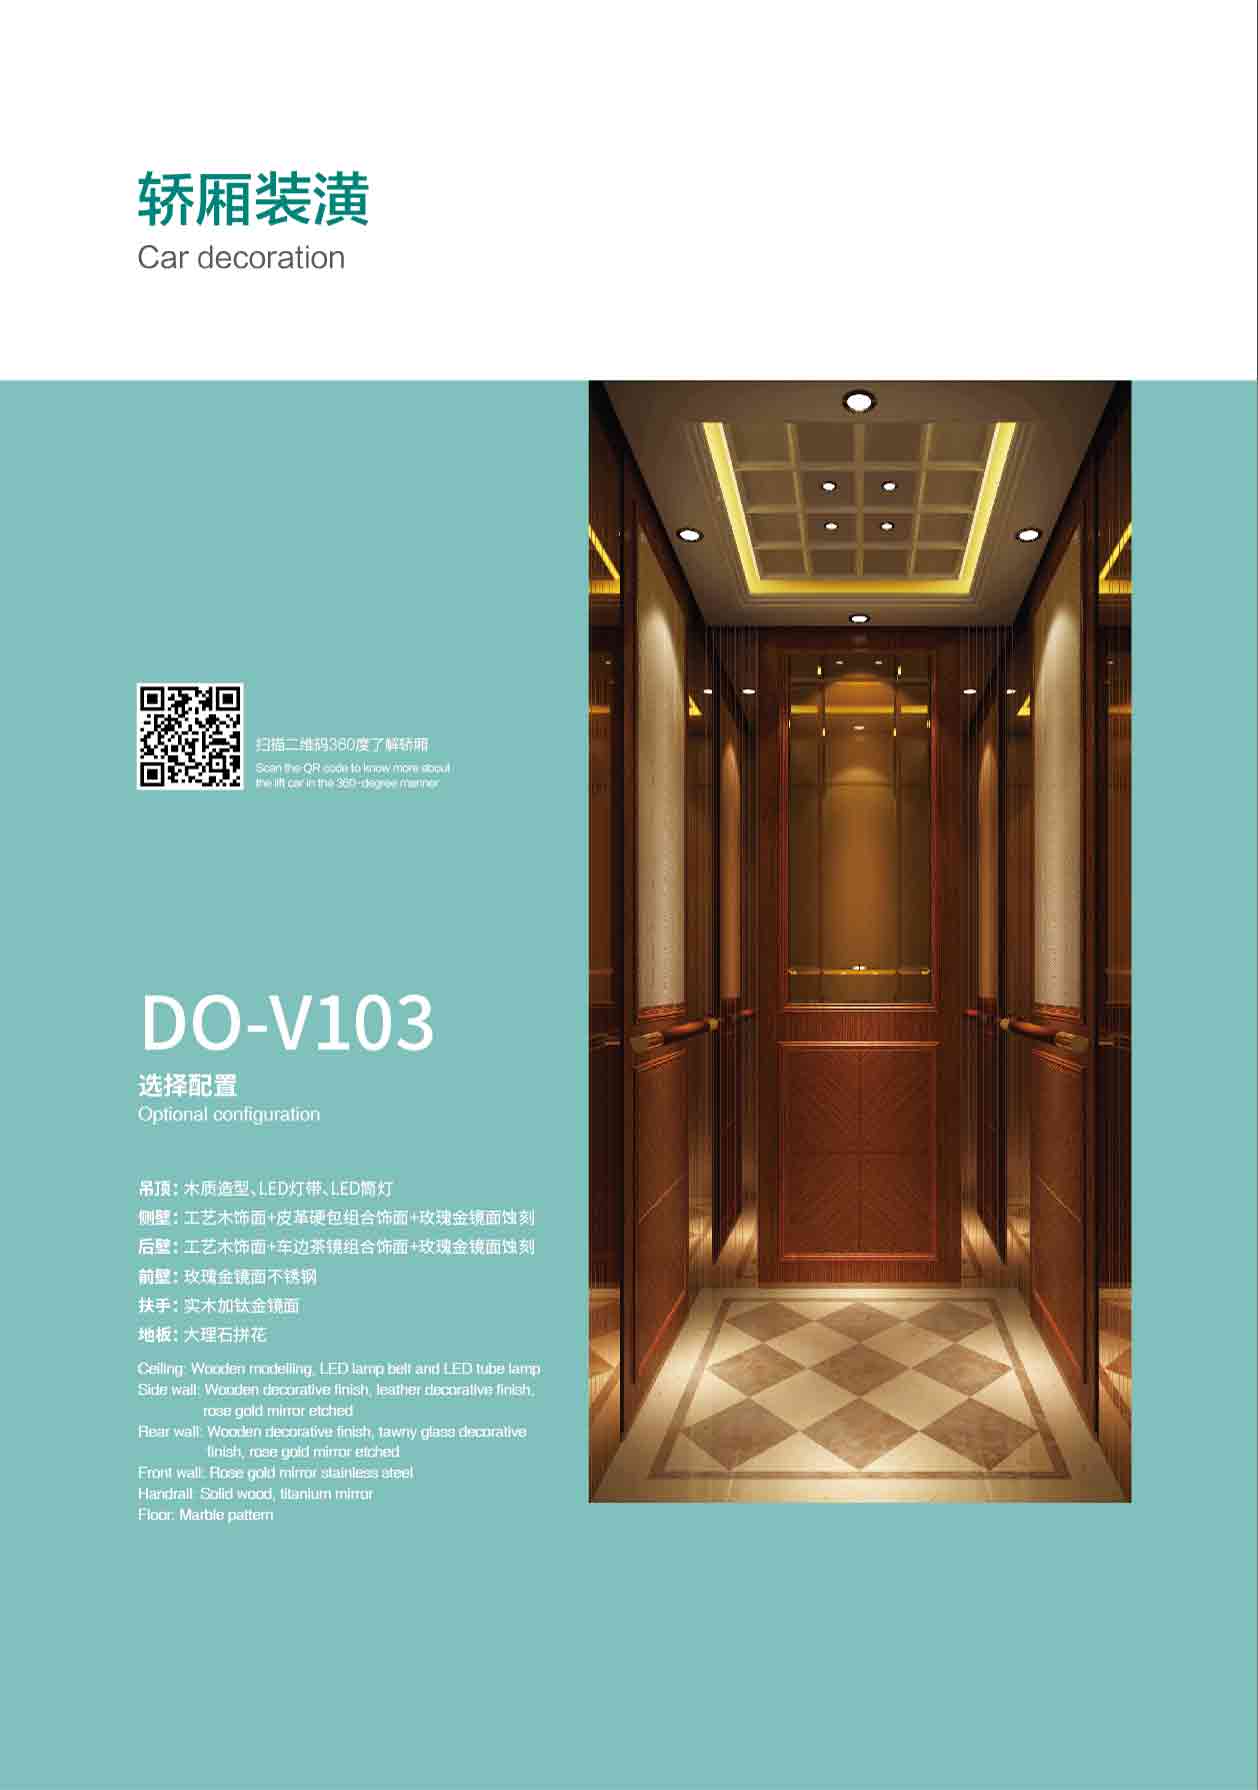 轿厢装潢
Car decoration
扫描二维码360度了解轿厢
Scan the QR code to know more about
the lift car in the 360-degree manner
DO-V103
选择配置
Optional configuration
吊顶：木质造型、LED灯带、LED筒灯
侧壁：工艺木饰面+皮革硬包组合饰面+玫瑰金镜面蚀刻
后壁：工艺木饰面+车边茶镜组合饰面+玫瑰金镜面蚀刻
前壁：玫瑰金镜面不锈钢
扶手：实木加钛金镜面
地板：大理石拼花
Ceiling: Wooden modelling, LED lamp belt and LED tube lamp
Side wall: Wooden decorative finish, leather decorative finish,
rose gold mirror etched
Rear wall: Wooden decorative finish, tawny glass decorative
finish, rose gold mirror etched
Front wall: Rose gold mirror stainless steel
Handrail: Solid wood, titanium mirror
Floor: Marble pattern